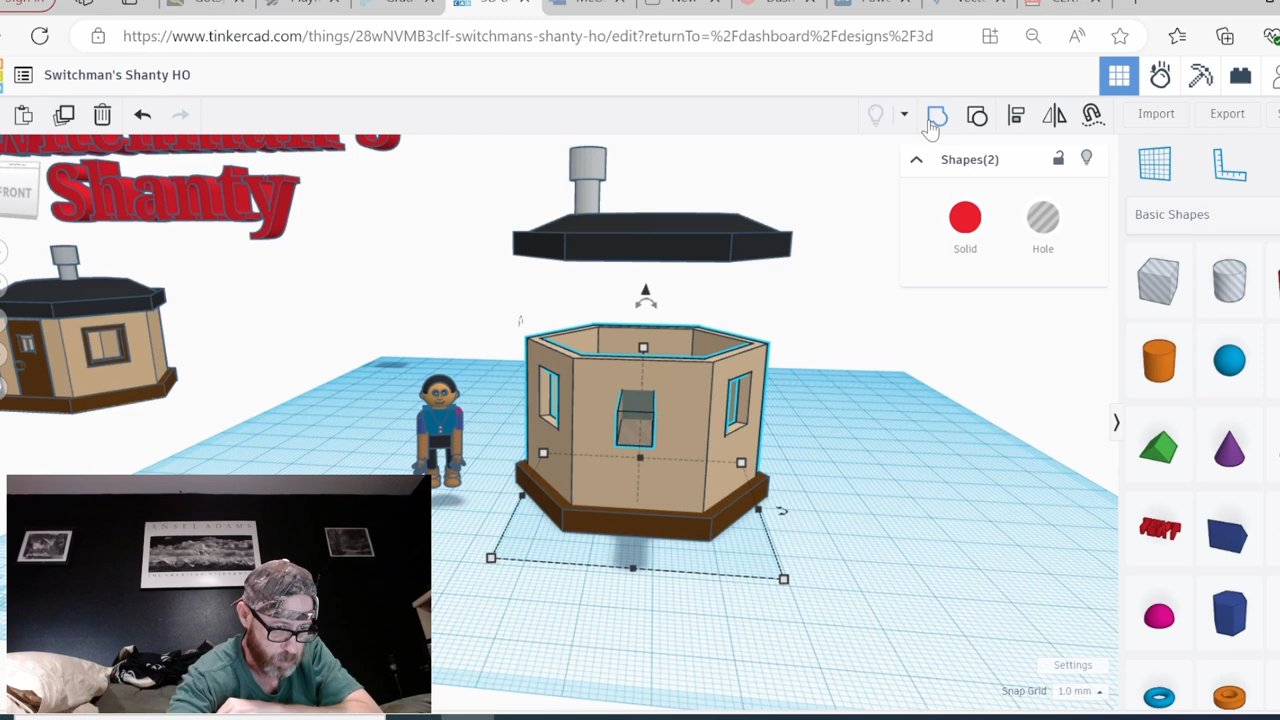 https://www.tinkercad.com/things/28wNVMB3clf-switchmans-shanty-ho/edit?returnTo=%2Fdashboard%2Fdesigns%2F3d
Switchman's Shanty HO
Import
Export
Shanty
FRONT
Shapes(2)
Solid
Hole
Basic Shapes
TEXT
ANSEL ADAMS
Settings
Snap Grid 1.0 mm